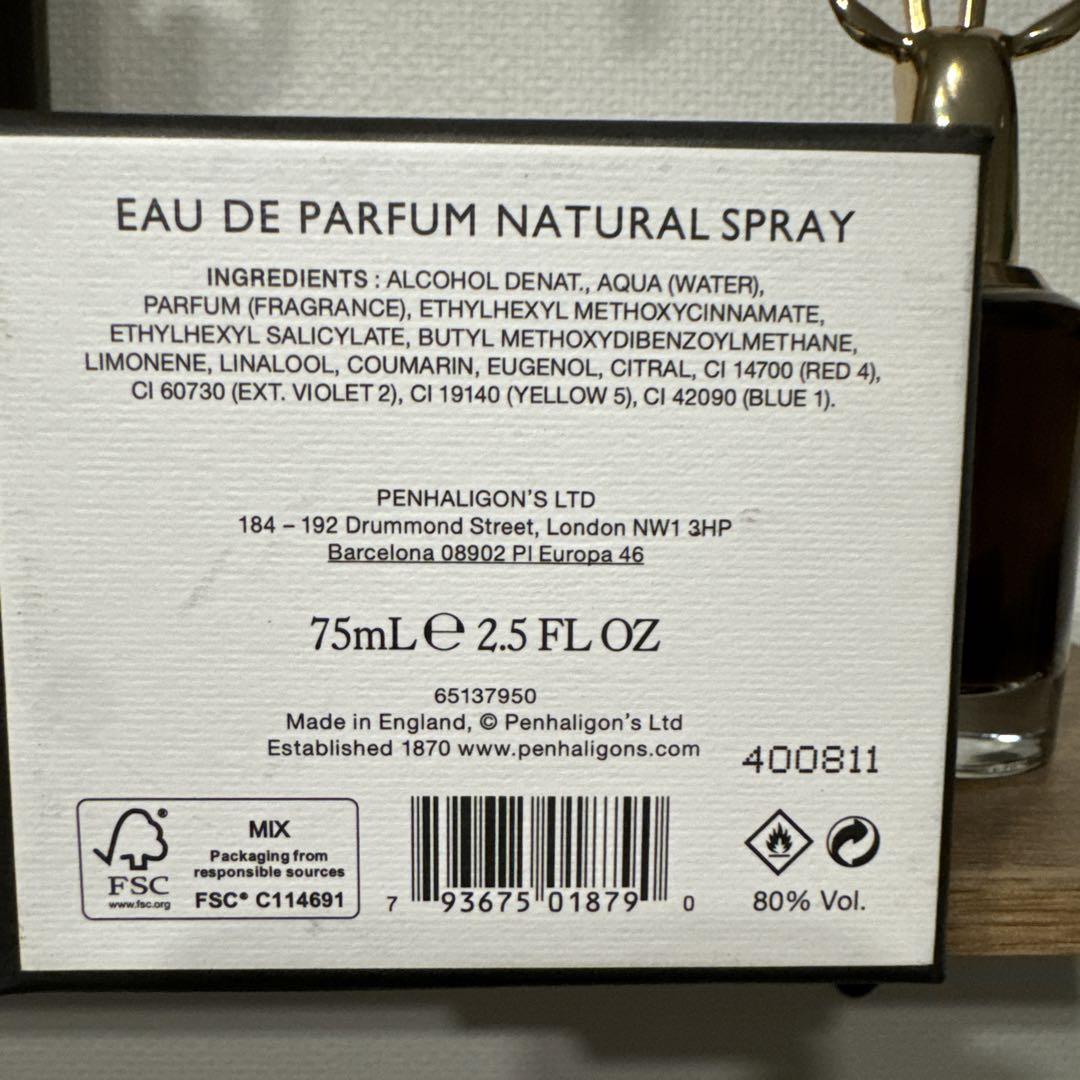 EAU DE PARFUM NATURAL SPRAY
INGREDIENTS : ALCOHOL DENAT., AQUA (WATER),
PARFUM (FRAGRANCE), ETHYLHEXYL METHOXYCINNAMATE,
ETHYLHEXYL SALICYLATE, BUTYL METHOXYDIBENZOYLMETHANE,
LIMONENE, LINALOOL, COUMARIN, EUGENOL, CITRAL, CI 14700 (RED 4),
CI 60730 (EXT. VIOLET 2), CI 19140 (YELLOW 5), CI 42090 (BLUE 1).
PENHALIGON'S LTD
184 – 192 Drummond Street, London NW1 3HP
Barcelona 08902 Pl Europa 46
75mL ℮ 2.5 FL OZ
65137950
Made in England, © Penhaligon's Ltd
Established 1870 www.penhaligons.com
400811
MIX
Packaging from
responsible sources
FSC® C114691
FSC
www.fsc.org
7 93675 01879 0
80% Vol.